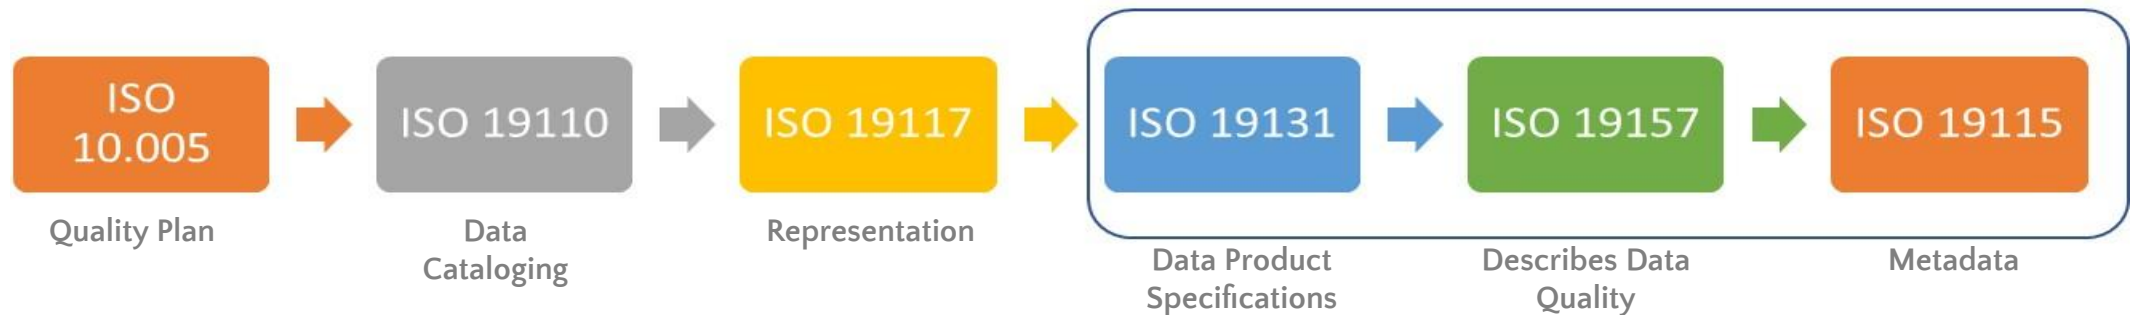 ISO
10.005
ISO 19110
ISO 19117
ISO 19131
ISO 19157
ISO 19115
Quality Plan
Data
Cataloging
Representation
Data Product
Specifications
Describes Data
Quality
Metadata